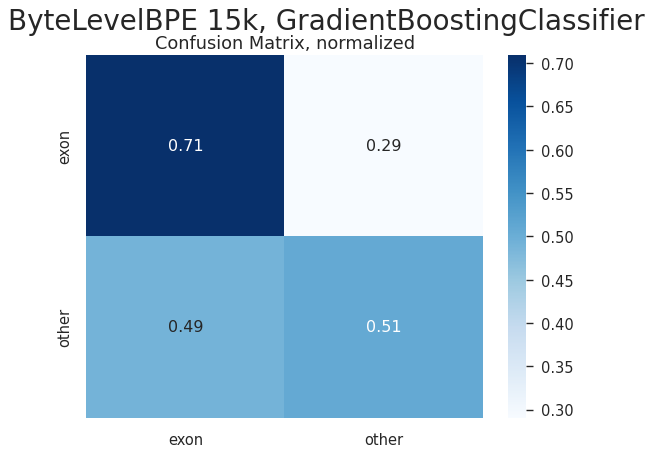 ByteLevelBPE 15k, GradientBoostingClassifier
Confusion Matrix, normalized
exon
0.71
0.29
other
0.49
0.51
exon
other
0.70
0.65
0.60
0.55
0.50
0.45
0.40
0.35
0.30